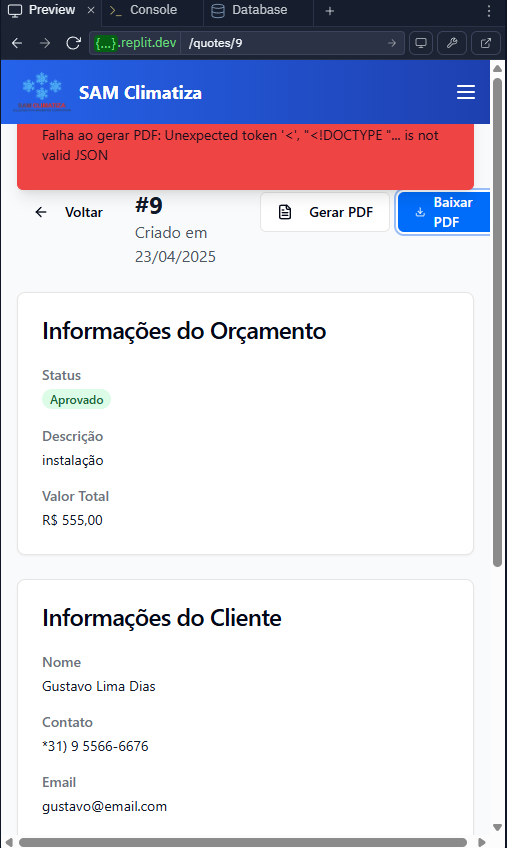 Preview
Console
Database
{...}.replit.dev /quotes/9
SAM Climatiza
Falha ao gerar PDF: Unexpected token '<', "<!DOCTYPE "... is not
valid JSON
Voltar
#9
Criado em
23/04/2025
Gerar PDF
Baixar
PDF
Informações do Orçamento
Status
Aprovado
Descrição
instalação
Valor Total
R$ 555,00
Informações do Cliente
Nome
Gustavo Lima Dias
Contato
*31) 9 5566-6676
Email
gustavo@email.com